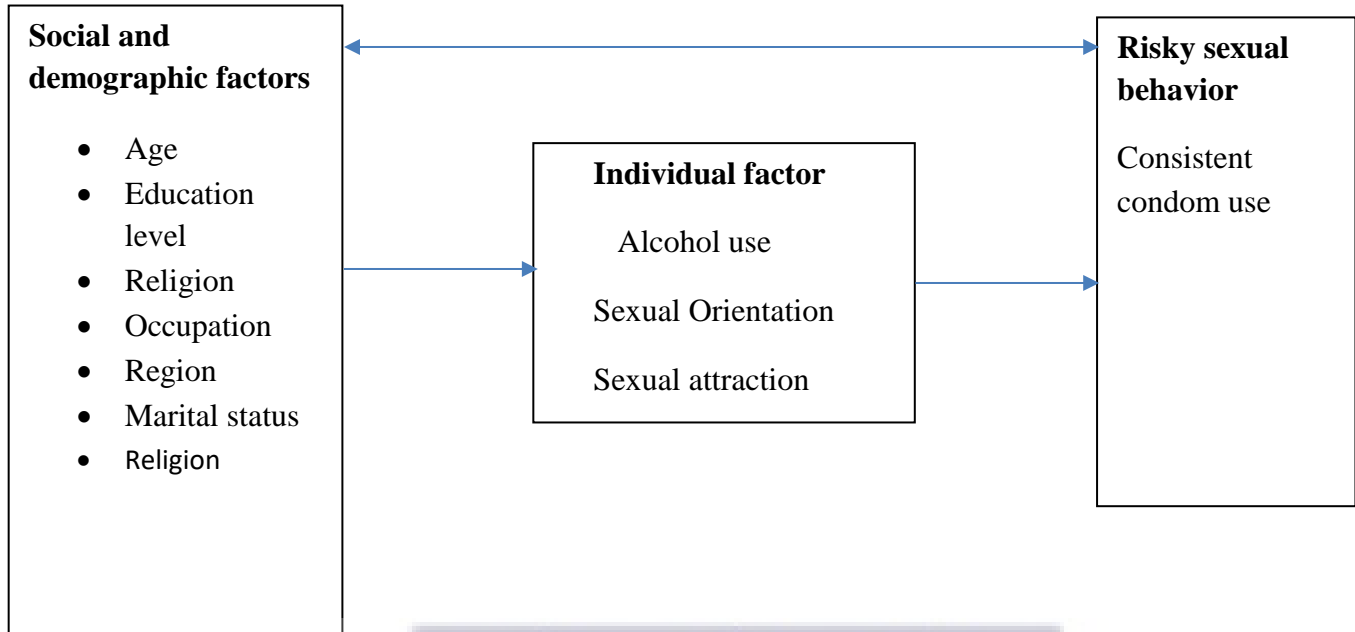 Social and
demographic factors
• Age
• Education
level
• Religion
• Occupation
• Region
• Marital status
• Religion
Individual factor
Alcohol use
Sexual Orientation
Sexual attraction
Risky sexual
behavior
Consistent
condom use